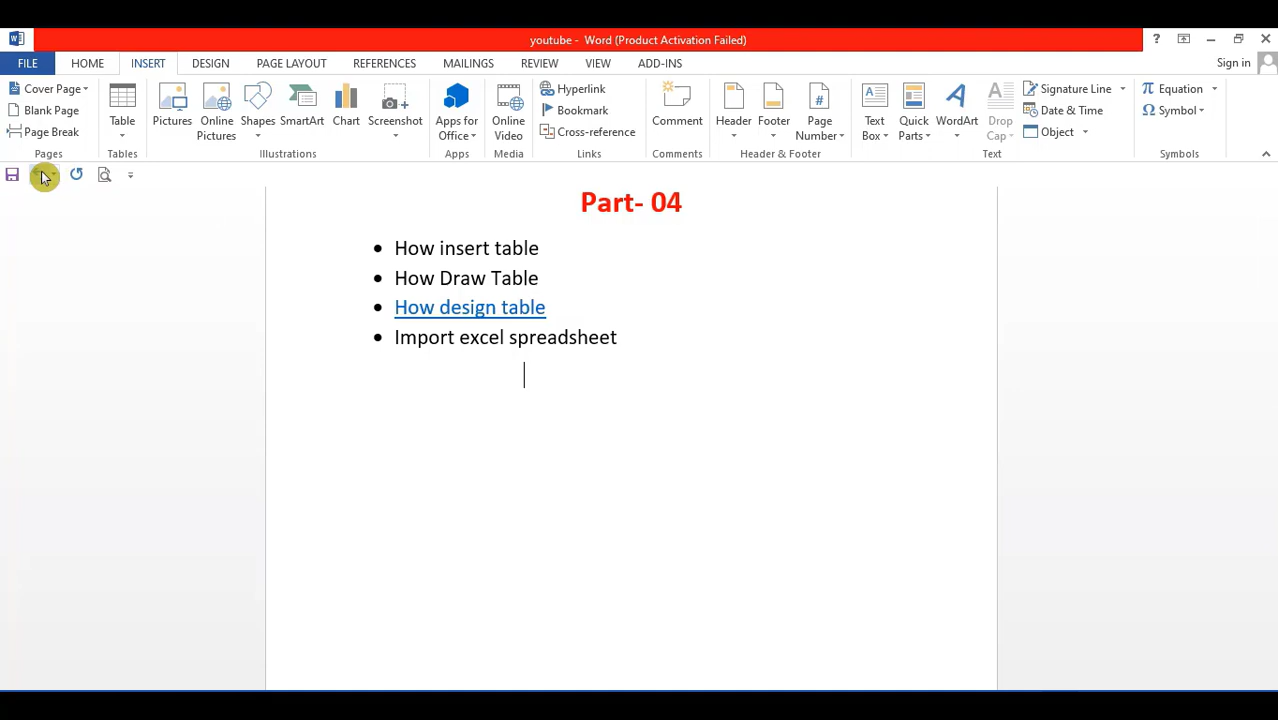 youtube - Word (Product Activation Failed)
FILE HOME INSERT DESIGN PAGE LAYOUT REFERENCES MAILINGS REVIEW VIEW ADD-INS Sign in
Cover Page
Blank Page
Page Break
Pages
Table
Tables
Pictures
Online Pictures
Shapes
SmartArt
Chart
Screenshot
Illustrations
Apps for Office
Apps
Online Video
Media
Hyperlink
Bookmark
Cross-reference
Links
Comment
Comments
Header
Footer
Page Number
Header & Footer
Text Box
Quick Parts
WordArt
Drop Cap
Signature Line
Date & Time
Object
Text
Equation
Symbol
Symbols
Part- 04
• How insert table
• How Draw Table
• How design table
• Import excel spreadsheet